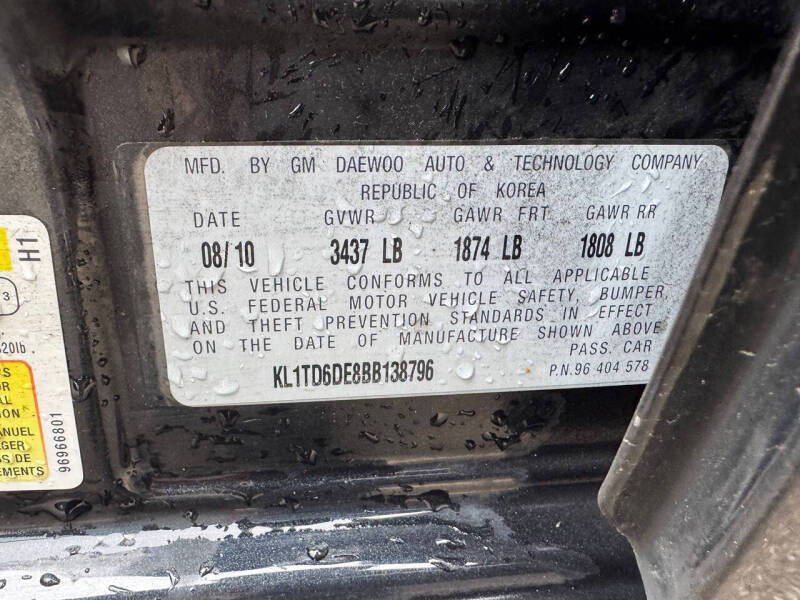 MFD. BY GM DAEWOO AUTO & TECHNOLOGY COMPANY
REPUBLIC OF KOREA
DATE GVWR GAWR FRT GAWR RR
08/10 3437 LB 1874 LB 1808 LB
THIS VEHICLE CONFORMS TO ALL APPLICABLE
U.S. FEDERAL MOTOR VEHICLE SAFETY, BUMPER,
AND THEFT PREVENTION STANDARDS IN EFFECT
ON THE DATE OF MANUFACTURE SHOWN ABOVE
PASS. CAR
KL1TD6DE8BB138796
P.N.96 404 578
H1
3
820lb.
96966801